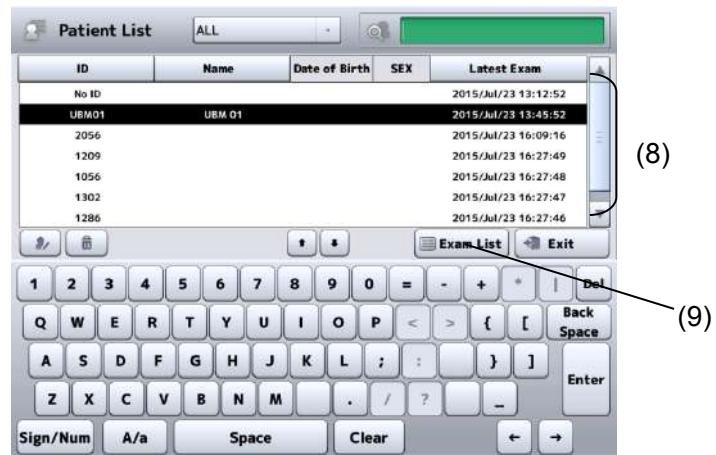 Patient List ALL
ID Name Date of Birth SEX Latest Exam
No ID 2015/Jul/23 13:12:52
UBM01 UBM 01 2015/Jul/23 13:45:52
2056 2015/Jul/23 16:09:16
1209 2015/Jul/23 16:27:49
1056 2015/Jul/23 16:27:48
1302 2015/Jul/23 16:27:47
1286 2015/Jul/23 16:27:46
(8)
Exam List Exit
1 2 3 4 5 6 7 8 9 0 = - + * | Del
(9)
Q W E R T Y U I O P < > { [ Back Space
A S D F G H J K L ; : } ] Enter
Z X C V B N M . / ? _
Sign/Num A/a Space Clear ← →